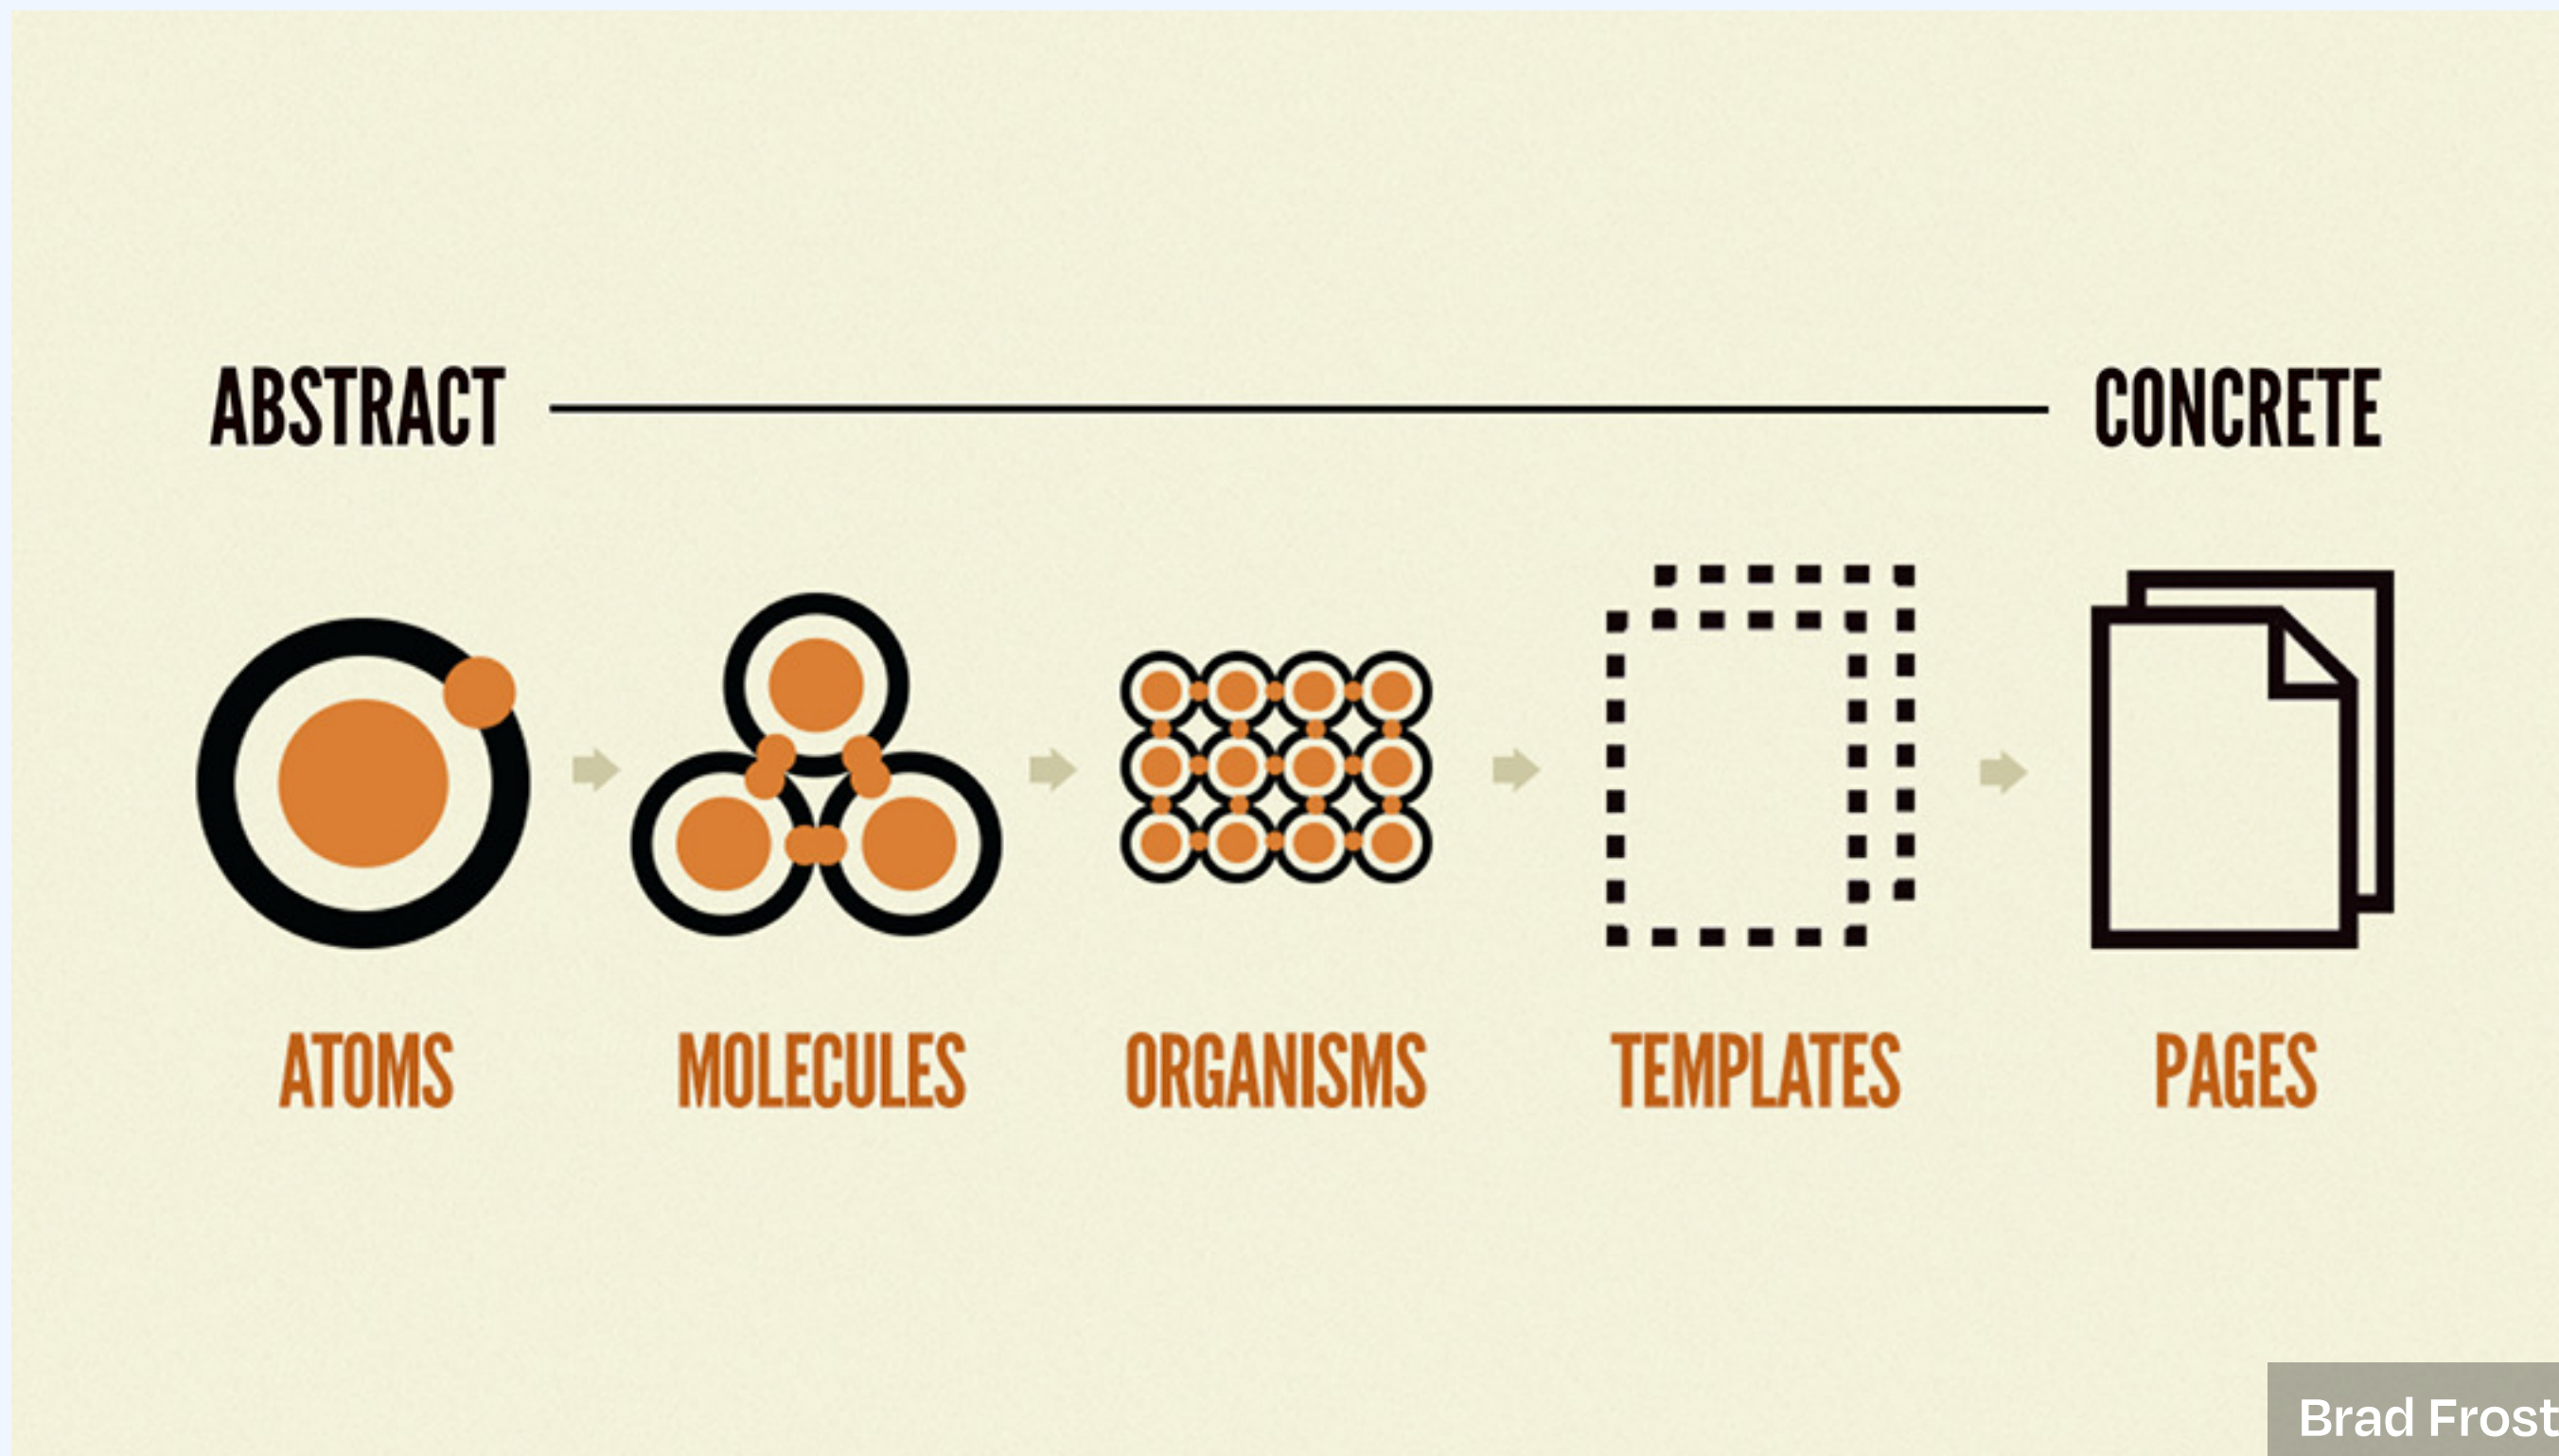 ABSTRACT
CONCRETE
ATOMS
MOLECULES
ORGANISMS
TEMPLATES
PAGES
Brad Frost